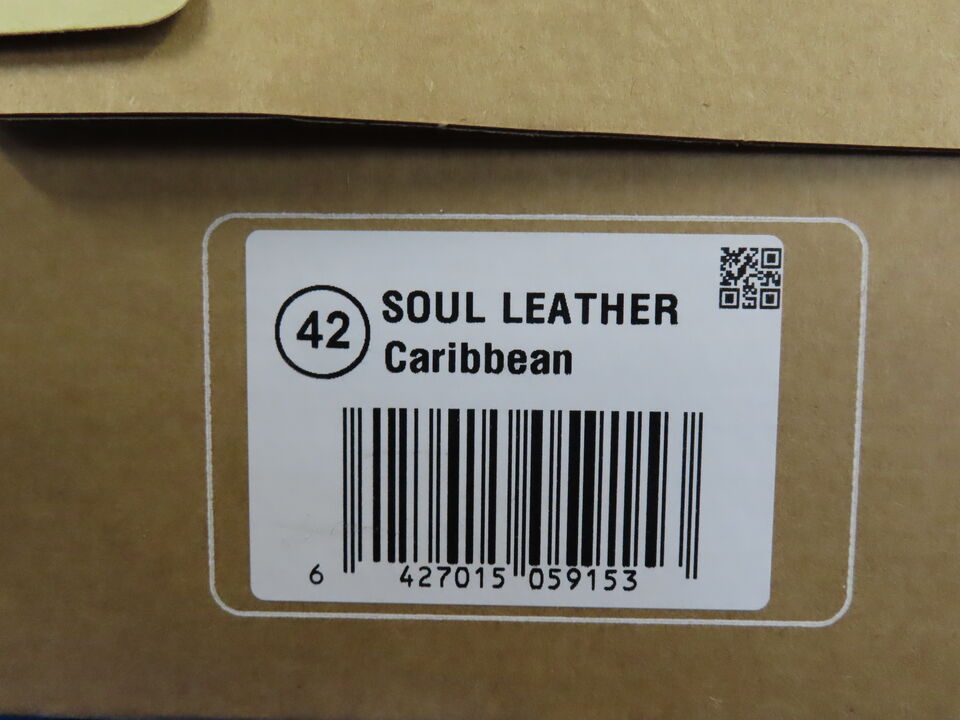 42
SOUL LEATHER
Caribbean
6 427015 059153